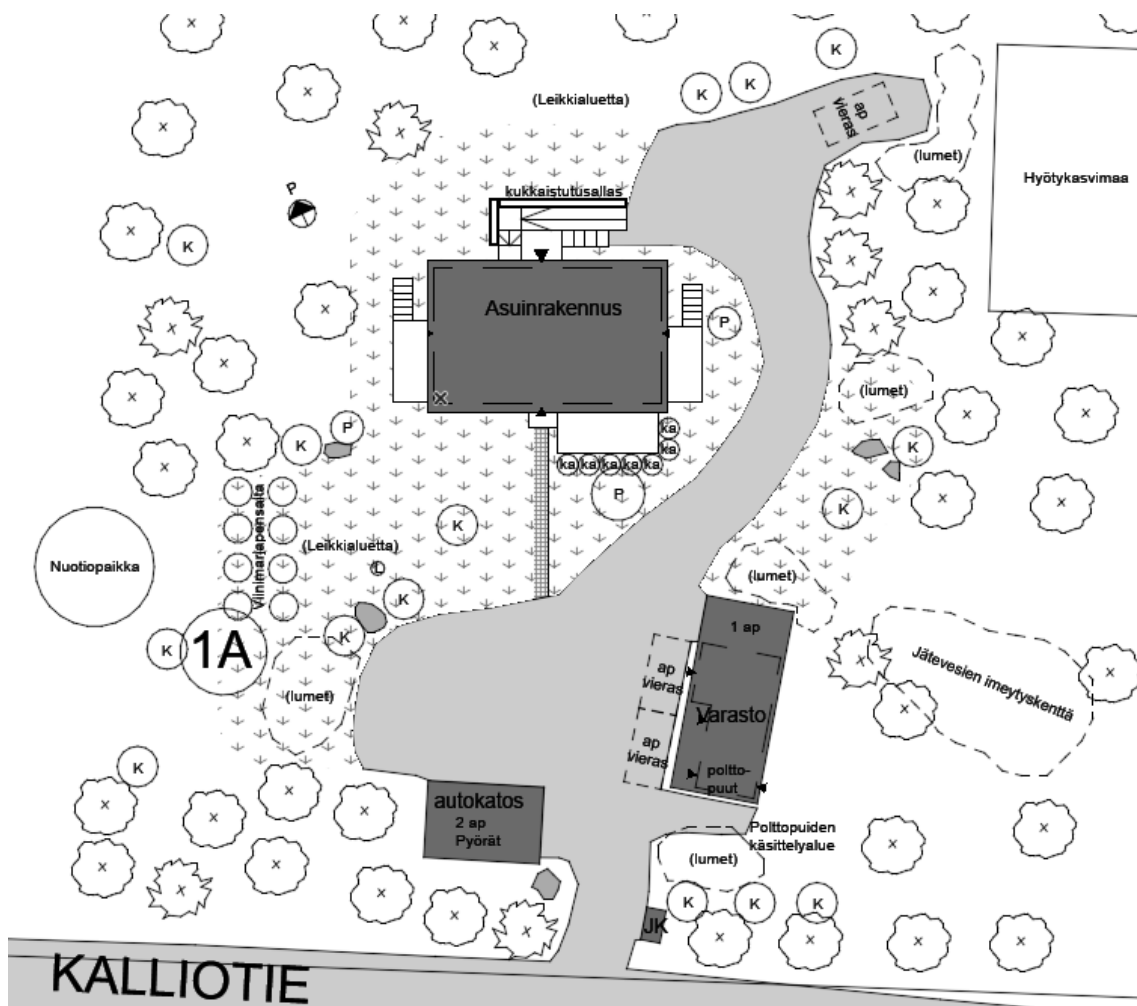 K
K
K
(Leikkialuetta)
ap
vieras
(lumet)
Hyötykasvimaa
P
kukkaistutusallas
K
Asuinrakennus
P
(lumet)
P
K
ka
ka
ka
ka
ka
ka
ka
K
P
Viinimarjapensaita
K
K
(Leikkialuetta)
L
Nuotiopaikka
(lumet)
K
K
1 ap
K
1A
ap
vieras
Jätevesien imeytyskenttä
(lumet)
Varasto
ap
vieras
K
poltto-
puut
autokatos
2 ap
Pyörät
Polttopuiden
käsittelyalue
(lumet)
K
K
K
JK
KALLIOTIE